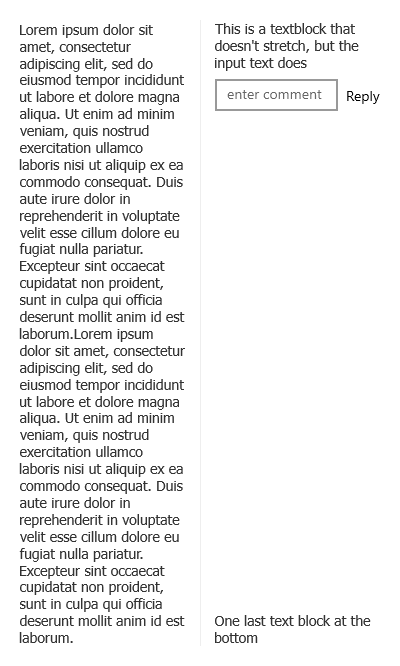 Lorem ipsum dolor sit
amet, consectetur
adipiscing elit, sed do
eiusmod tempor incididunt
ut labore et dolore magna
aliqua. Ut enim ad minim
veniam, quis nostrud
exercitation ullamco
laboris nisi ut aliquip ex ea
commodo consequat. Duis
aute irure dolor in
reprehenderit in voluptate
velit esse cillum dolore eu
fugiat nulla pariatur.
Excepteur sint occaecat
cupidatat non proident,
sunt in culpa qui officia
deserunt mollit anim id est
laborum.Lorem ipsum
dolor sit amet, consectetur
adipiscing elit, sed do
eiusmod tempor incididunt
ut labore et dolore magna
aliqua. Ut enim ad minim
veniam, quis nostrud
exercitation ullamco
laboris nisi ut aliquip ex ea
commodo consequat. Duis
aute irure dolor in
reprehenderit in voluptate
velit esse cillum dolore eu
fugiat nulla pariatur.
Excepteur sint occaecat
cupidatat non proident,
sunt in culpa qui officia
deserunt mollit anim id est
laborum.
This is a textblock that
doesn't stretch, but the
input text does
enter comment
Reply
One last text block at the
bottom